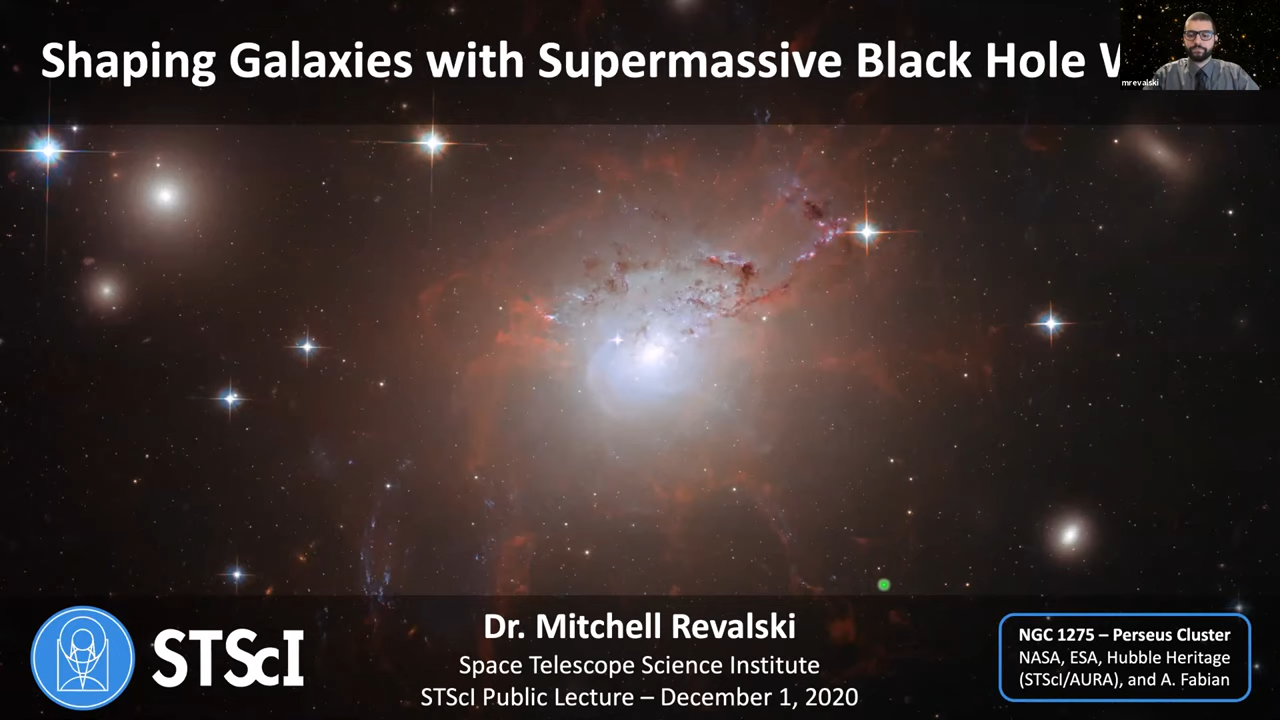 Shaping Galaxies with Supermassive Black Hole
mrevalski
Dr. Mitchell Revalski
Space Telescope Science Institute
STScI Public Lecture – December 1, 2020
STScI
NGC 1275 – Perseus Cluster
NASA, ESA, Hubble Heritage
(STScI/AURA), and A. Fabian